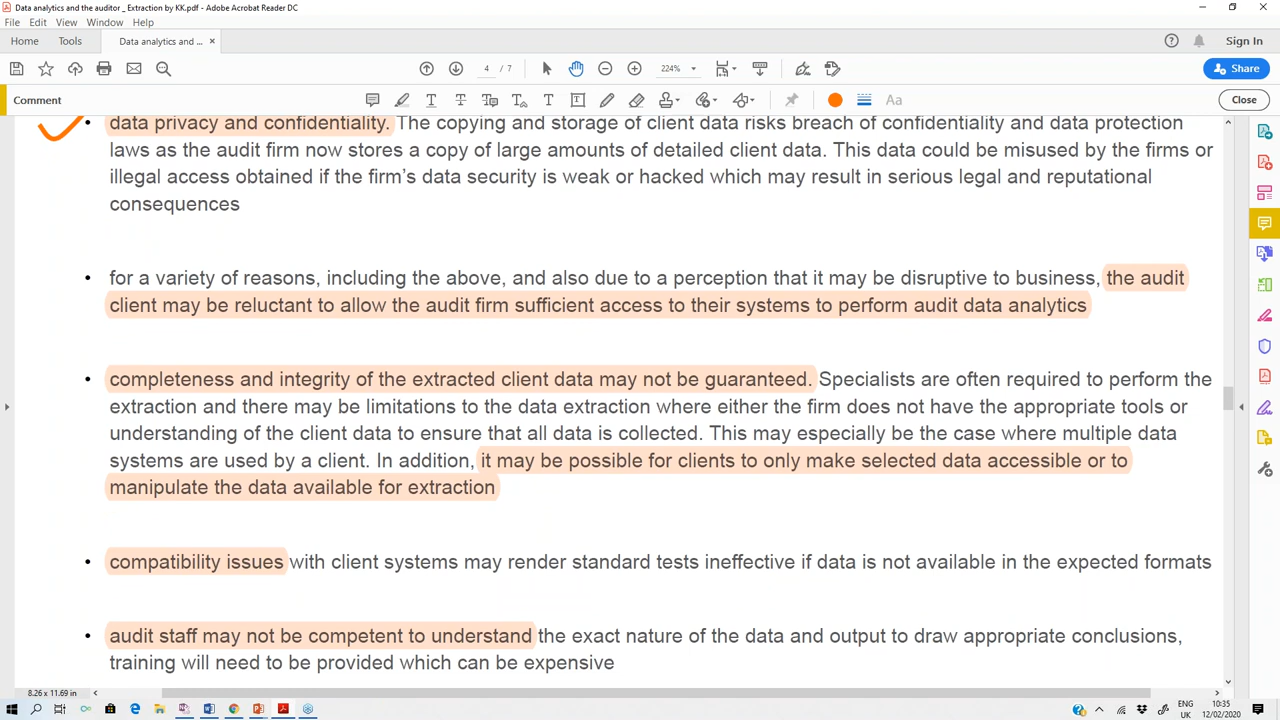 Data analytics and the auditor _ Extraction by KK.pdf - Adobe Acrobat Reader DC
File Edit View Window Help
Home Tools Data analytics and ... × Sign In
4 / 7 224% Share
Comment Aa Close
• data privacy and confidentiality. The copying and storage of client data risks breach of confidentiality and data protection
laws as the audit firm now stores a copy of large amounts of detailed client data. This data could be misused by the firms or
illegal access obtained if the firm's data security is weak or hacked which may result in serious legal and reputational
consequences
• for a variety of reasons, including the above, and also due to a perception that it may be disruptive to business, the audit
client may be reluctant to allow the audit firm sufficient access to their systems to perform audit data analytics
• completeness and integrity of the extracted client data may not be guaranteed. Specialists are often required to perform the
extraction and there may be limitations to the data extraction where either the firm does not have the appropriate tools or
understanding of the client data to ensure that all data is collected. This may especially be the case where multiple data
systems are used by a client. In addition, it may be possible for clients to only make selected data accessible or to
manipulate the data available for extraction
• compatibility issues with client systems may render standard tests ineffective if data is not available in the expected formats
• audit staff may not be competent to understand the exact nature of the data and output to draw appropriate conclusions,
training will need to be provided which can be expensive
8.26 x 11.69 in
ENG 10:35
UK 12/02/2020